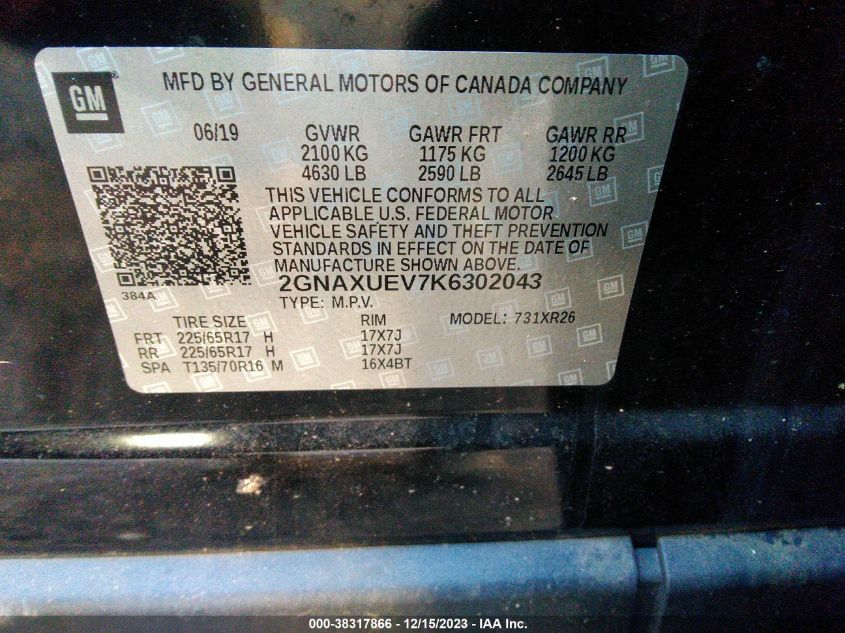 GM
MFD BY GENERAL MOTORS OF CANADA COMPANY
06/19 GVWR GAWR FRT GAWR RR
2100 KG 1175 KG 1200 KG
4630 LB 2590 LB 2645 LB
THIS VEHICLE CONFORMS TO ALL
APPLICABLE U.S. FEDERAL MOTOR
VEHICLE SAFETY AND THEFT PREVENTION
STANDARDS IN EFFECT ON THE DATE OF
MANUFACTURE SHOWN ABOVE.
384A 2GNAXUEV7K6302043
TYPE: M.P.V.
TIRE SIZE RIM MODEL: 731XR26
FRT 225/65R17 H 17X7J
RR 225/65R17 H 17X7J
SPA T135/70R16 M 16X4BT
000-38317866 - 12/15/2023 - IAA Inc.